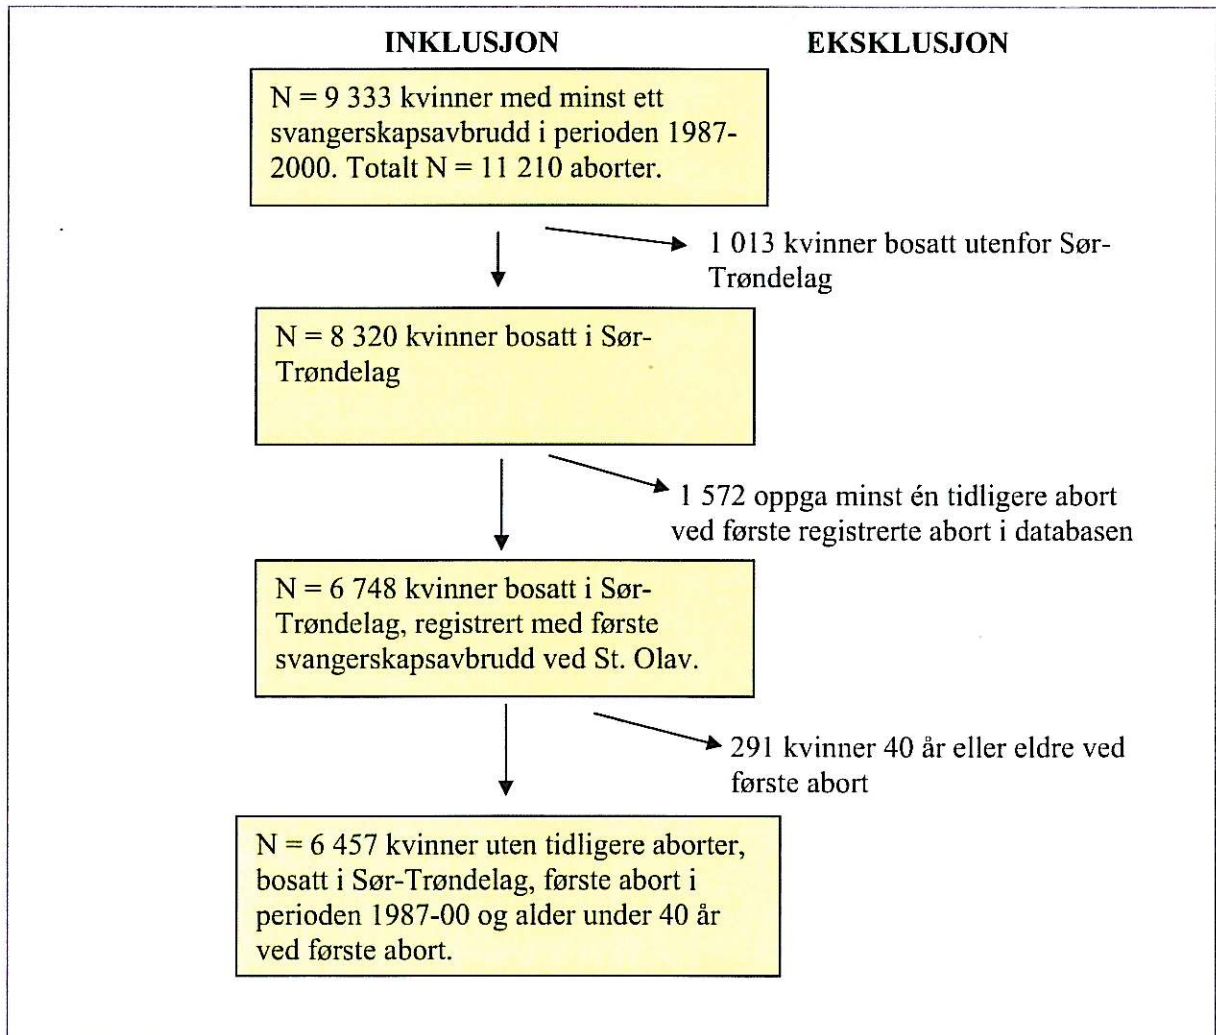 INKLUSJON EKSKLUSJON
N = 9 333 kvinner med minst ett
svangerskapsavbrudd i perioden 1987-
2000. Totalt N = 11 210 aborter.
1 013 kvinner bosatt utenfor Sør-
Trøndelag
N = 8 320 kvinner bosatt i Sør-
Trøndelag
1 572 oppga minst én tidligere abort
ved første registrerte abort i databasen
N = 6 748 kvinner bosatt i Sør-
Trøndelag, registrert med første
svangerskapsavbrudd ved St. Olav.
291 kvinner 40 år eller eldre ved
første abort
N = 6 457 kvinner uten tidligere aborter,
bosatt i Sør-Trøndelag, første abort i
perioden 1987-00 og alder under 40 år
ved første abort.